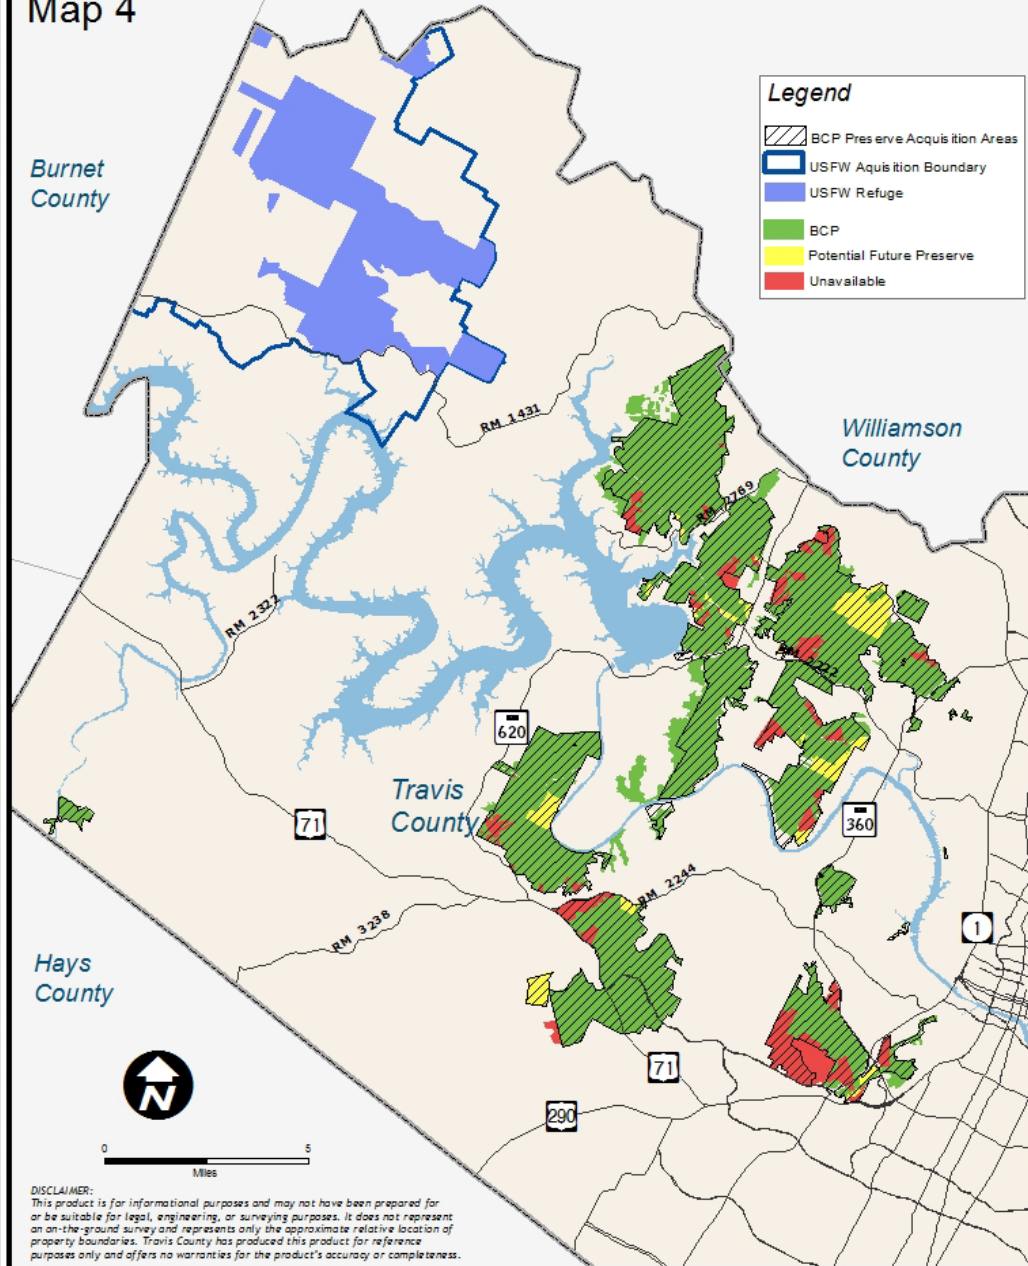 Map 4
Legend
BCP Preserve Acquisition Areas
USFW Aquisition Boundary
USFW Refuge
BCP
Potential Future Preserve
Unavailable
Burnet
County
RM 1431
Williamson
County
RM 2769
RM 2322
RM 2222
620
Travis
County
71
360
RM 2244
RM 3238
1
Hays
County
N
71
290
0 5
Miles
DISCLAIMER:
This product is for informational purposes and may not have been prepared for
or be suitable for legal, engineering, or surveying purposes. It does not represent
an on-the-ground survey and represents only the approximate relative location of
property boundaries. Travis County has produced this product for reference
purposes only and offers no warranties for the product's accuracy or completeness.